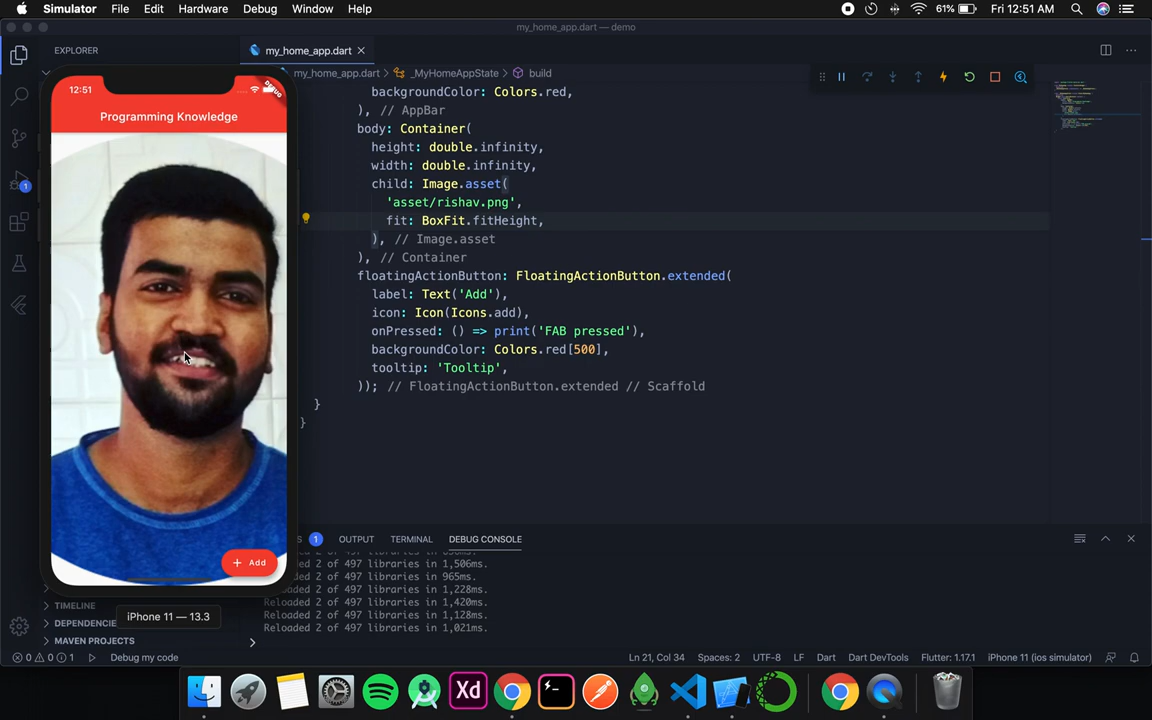 Simulator File Edit View Hardware Debug Window Help 61% Fri 12:51 AM
my_home_app.dart — demo
EXPLORER
my_home_app.dart
my_home_app.dart > _MyHomeAppState > build
backgroundColor: Colors.red,
), // AppBar
body: Container(
height: double.infinity,
width: double.infinity,
child: Image.asset(
'asset/rishav.png',
fit: BoxFit.fitHeight,
), // Image.asset
), // Container
floatingActionButton: FloatingActionButton.extended(
label: Text('Add'),
icon: Icon(Icons.add),
onPressed: () => print('FAB pressed'),
backgroundColor: Colors.red[500],
tooltip: 'Tooltip',
)); // FloatingActionButton.extended // Scaffold
}
}
12:51
Programming Knowledge
+ Add
iPhone 11 — 13.3
1
TIMELINE
DEPENDENCIE
MAVEN PROJECTS
1 OUTPUT TERMINAL DEBUG CONSOLE
Reloaded 2 of 497 libraries in 1,506ms.
Reloaded 2 of 497 libraries in 965ms.
Reloaded 2 of 497 libraries in 1,228ms.
Reloaded 2 of 497 libraries in 1,420ms.
Reloaded 2 of 497 libraries in 1,128ms.
Reloaded 2 of 497 libraries in 1,021ms.
0 0 1 Debug my code Ln 21, Col 34 Spaces: 2 UTF-8 LF Dart Dart DevTools Flutter: 1.17.1 iPhone 11 (ios simulator)
Xd